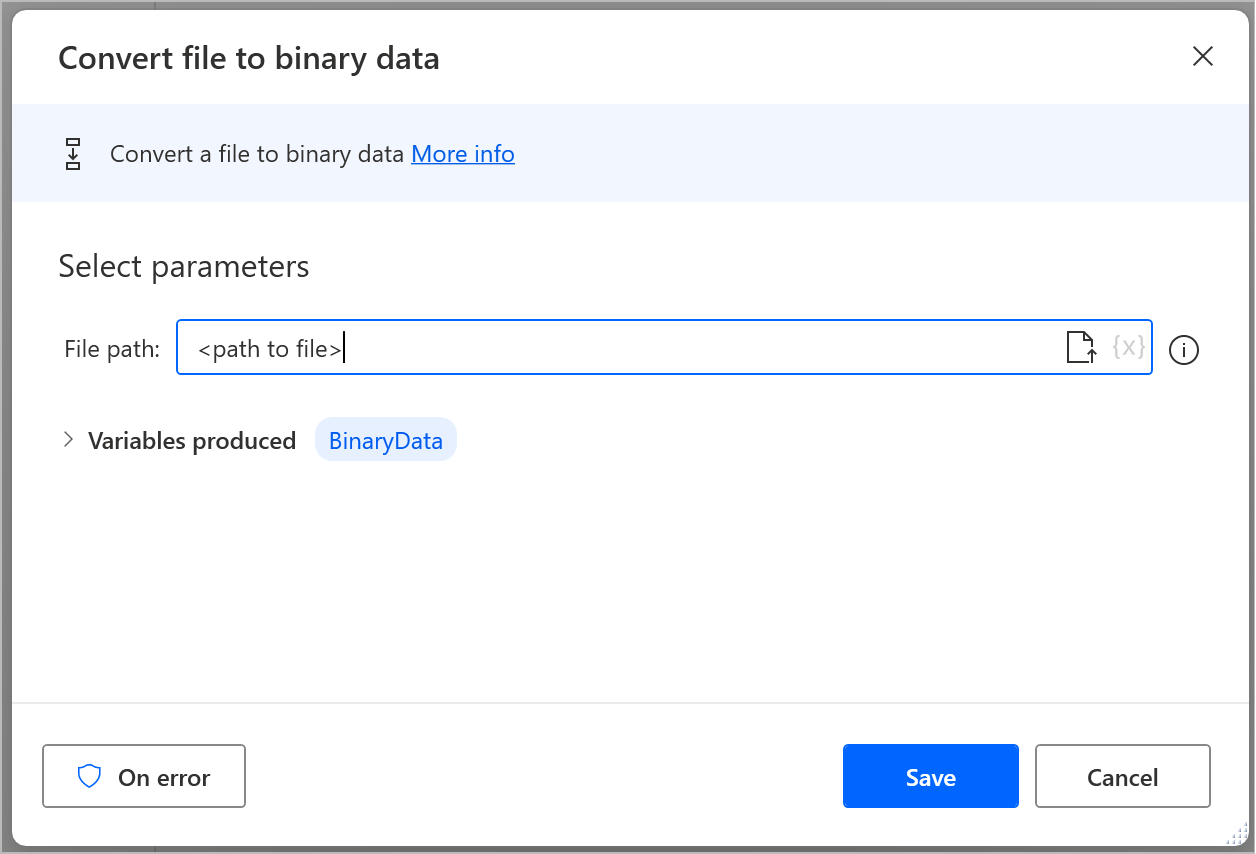 Convert file to binary data
Convert a file to binary data More info
Select parameters
File path: <path to file> {x}
Variables produced BinaryData
On error Save Cancel